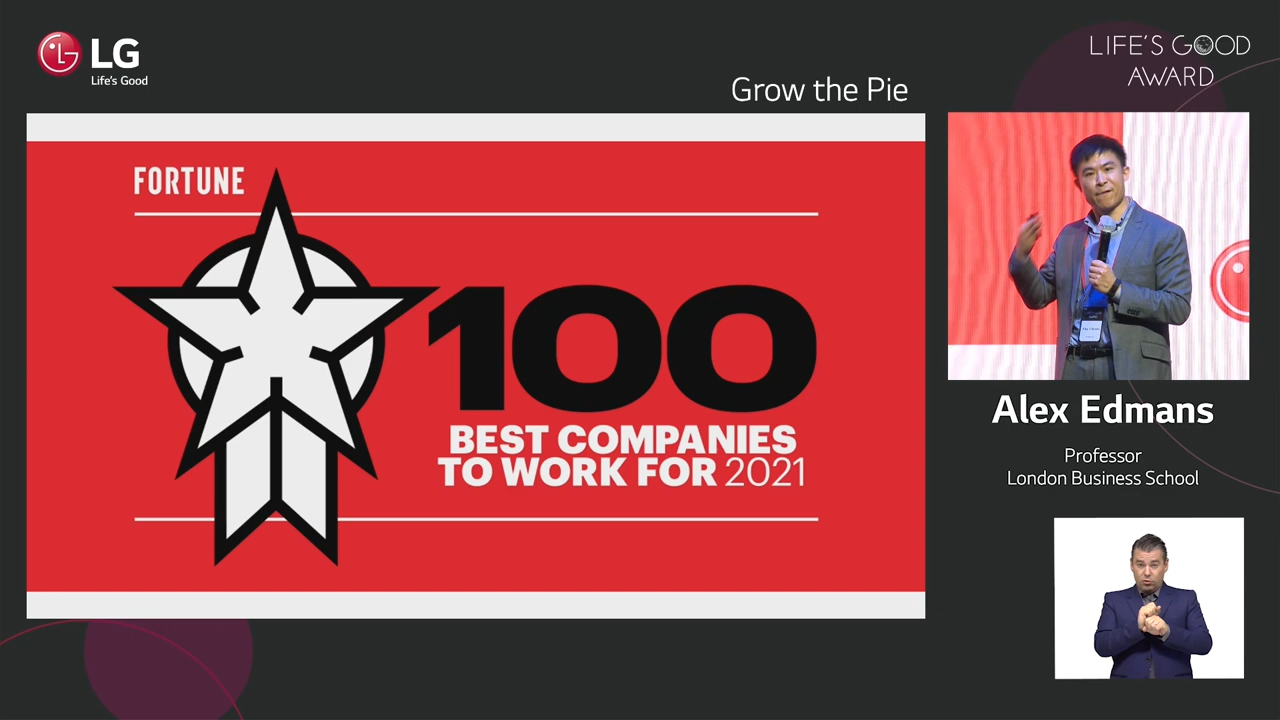 LG
Life's Good
LIFE'S GOOD
AWARD
Grow the Pie
FORTUNE
100
BEST COMPANIES
TO WORK FOR 2021
Alex Edmans
Professor
London Business School